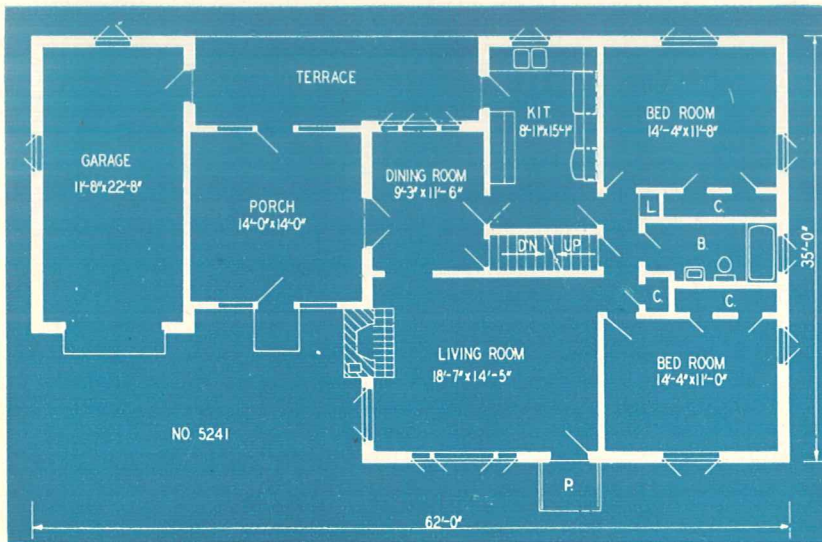 TERRACE
KIT
8'-11"X15'-1"
BED ROOM
14'-4"X11'-8"
GARAGE
11'-8"X22'-8"
DINING ROOM
9'-3"X11'-6"
PORCH
14'-0"X14'-0"
L.
C.
B.
D'N
UP
35'-0"
C.
C.
LIVING ROOM
18'-7"X14'-5"
BED ROOM
14'-4"X11'-0"
NO. 5241
P.
62'-0"